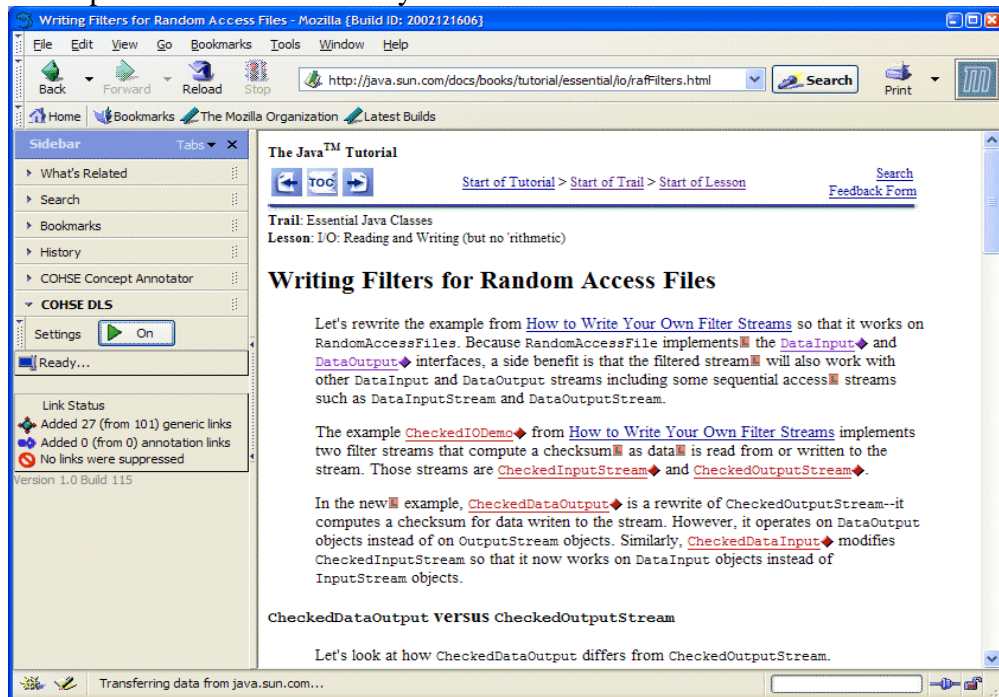 Writing Filters for Random Access Files - Mozilla {Build ID: 2002121606}
File Edit View Go Bookmarks Tools Window Help
Back Forward Reload Stop http://java.sun.com/docs/books/tutorial/essential/io/rafFilters.html Search Print
Home Bookmarks The Mozilla Organization Latest Builds
Sidebar Tabs
What's Related
Search
Bookmarks
History
COHSE Concept Annotator
COHSE DLS
Settings On
Ready...
Link Status
Added 27 (from 101) generic links
Added 0 (from 0) annotation links
No links were suppressed
Version 1.0 Build 115
The Java™ Tutorial
TOC Start of Tutorial > Start of Trail > Start of Lesson Search
Feedback Form
Trail: Essential Java Classes
Lesson: I/O: Reading and Writing (but no 'rithmetic)
Writing Filters for Random Access Files
Let's rewrite the example from How to Write Your Own Filter Streams so that it works on
RandomAccessFiles. Because RandomAccessFile implements the DataInput and
DataOutput interfaces, a side benefit is that the filtered stream will also work with
other DataInput and DataOutput streams including some sequential access streams
such as DataInputStream and DataOutputStream.
The example CheckedIODemo from How to Write Your Own Filter Streams implements
two filter streams that compute a checksum as data is read from or written to the
stream. Those streams are CheckedInputStream and CheckedOutputStream.
In the new example, CheckedDataOutput is a rewrite of CheckedOutputStream--it
computes a checksum for data writen to the stream. However, it operates on DataOutput
objects instead of on OutputStream objects. Similarly, CheckedDataInput modifies
CheckedInputStream so that it now works on DataInput objects instead of
InputStream objects.
CheckedDataOutput versus CheckedOutputStream
Let's look at how CheckedDataOutput differs from CheckedOutputStream.
Transferring data from java.sun.com...